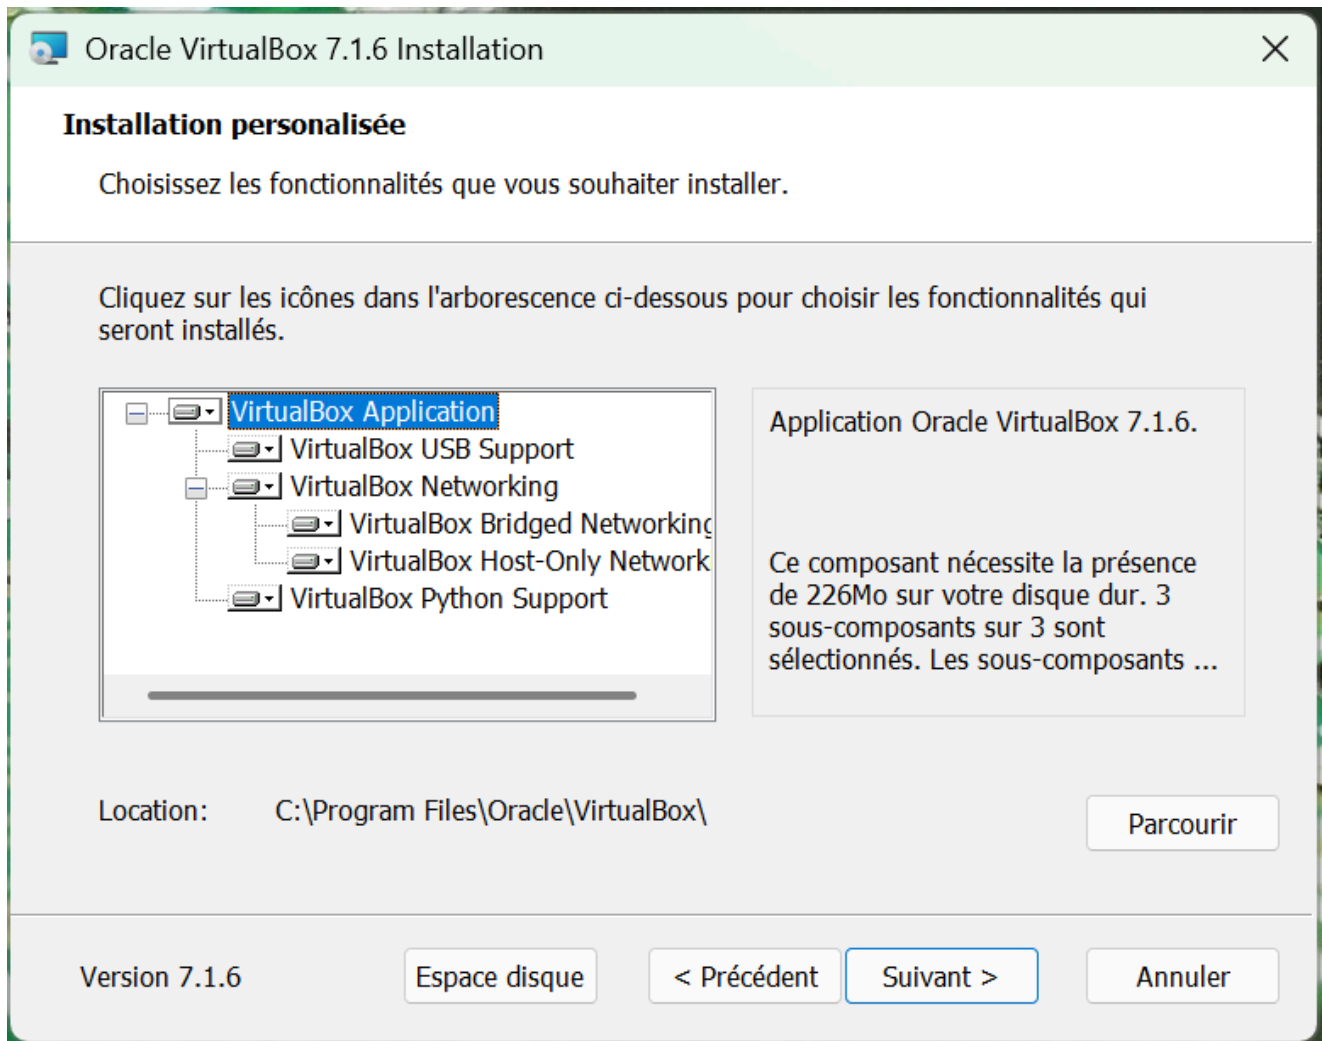 Oracle VirtualBox 7.1.6 Installation
Installation personalisée
Choisissez les fonctionnalités que vous souhaiter installer.
Cliquez sur les icônes dans l'arborescence ci-dessous pour choisir les fonctionnalités qui
seront installés.
VirtualBox Application
VirtualBox USB Support
VirtualBox Networking
VirtualBox Bridged Networking
VirtualBox Host-Only Network
VirtualBox Python Support
Application Oracle VirtualBox 7.1.6.
Ce composant nécessite la présence
de 226Mo sur votre disque dur. 3
sous-composants sur 3 sont
sélectionnés. Les sous-composants ...
Location: C:\Program Files\Oracle\VirtualBox\
Parcourir
Version 7.1.6
Espace disque
< Précédent
Suivant >
Annuler